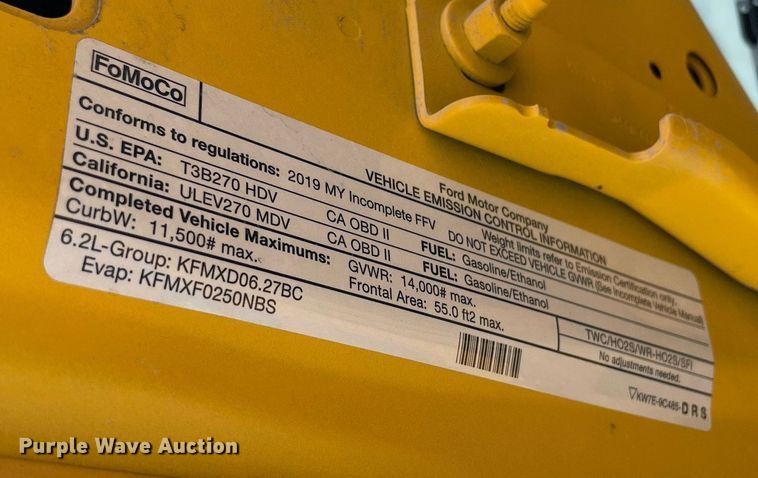 FoMoCo
Ford Motor Company
VEHICLE EMISSION CONTROL INFORMATION
Conforms to regulations: 2019 MY Incomplete FFV
Weight limits refer to Emission Certification only.
DO NOT EXCEED VEHICLE GVWR (See Incomplete Vehicle Manual)
U.S. EPA: T3B270 HDV CA OBD II FUEL: Gasoline/Ethanol
California: ULEV270 MDV CA OBD II FUEL: Gasoline/Ethanol
Completed Vehicle Maximums: GVWR: 14,000# max.
CurbW: 11,500# max. Frontal Area: 55.0 ft2 max.
6.2L-Group: KFMXD06.27BC
Evap: KFMXF0250NBS
TWC/HO2S/WR-HO2S/SFI
No adjustments needed.
KW7E-9C485-DRS
Purple Wave Auction